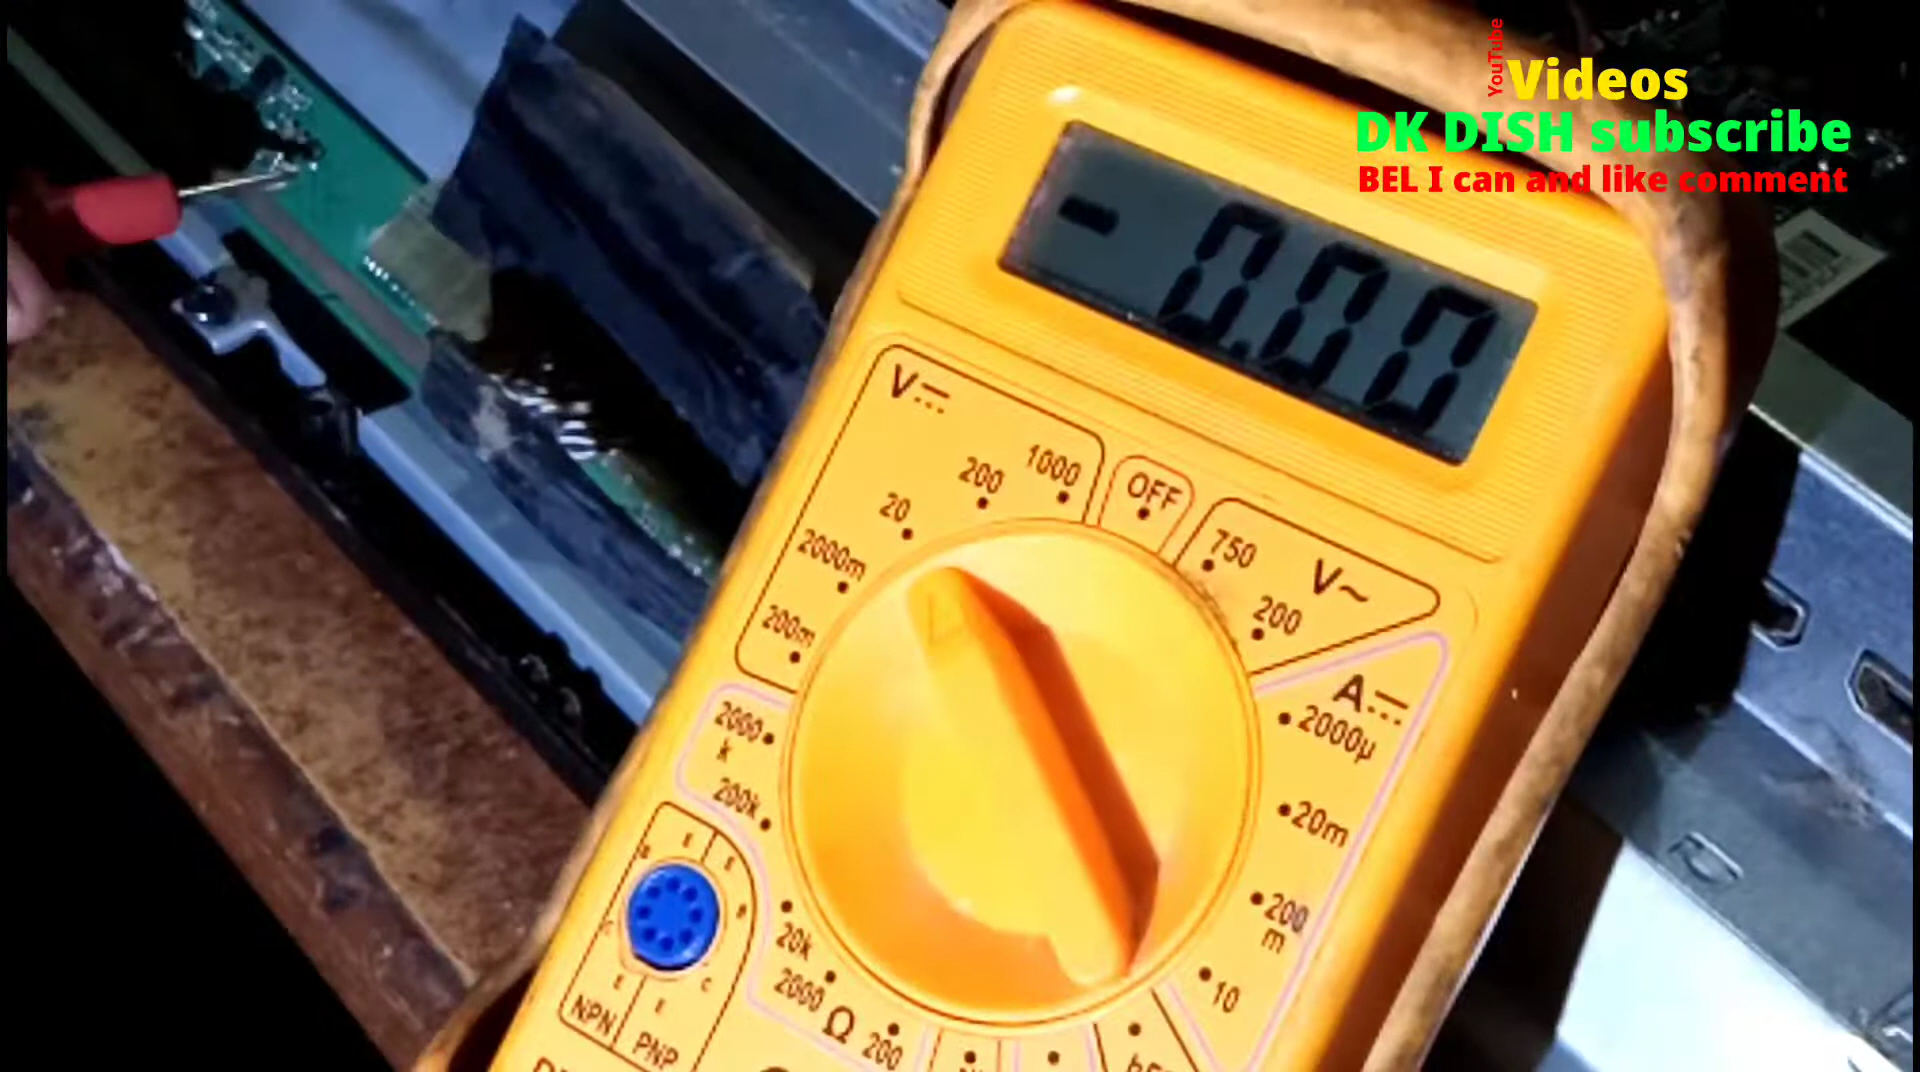 YouTube
Videos
DK DISH subscribe
BEL I can and like comment
- 0.00
V
1000
200
20
2000m
200m
OFF
750
V~
200
A
2000µ
20m
200
m
10
2000
k
200k
20k
2000
Ω
200
B
E
E
B
C
C
E
E
NPN
PNP